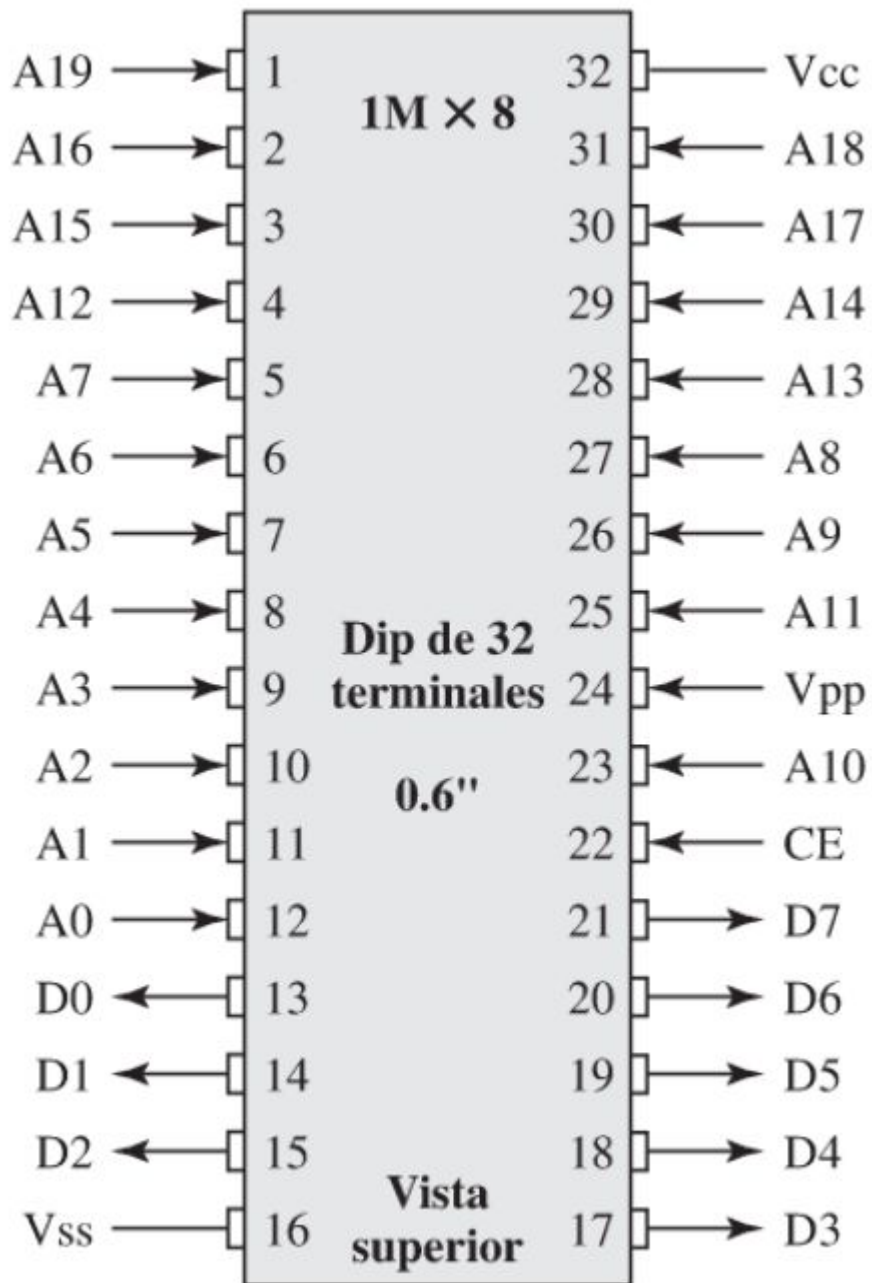 A19 1 32 Vcc
1M × 8
A16 2 31 A18
A15 3 30 A17
A12 4 29 A14
A7 5 28 A13
A6 6 27 A8
A5 7 26 A9
A4 8 25 A11
Dip de 32
terminales
A3 9 24 Vpp
A2 10 23 A10
0.6"
A1 11 22 CE
A0 12 21 D7
D0 13 20 D6
D1 14 19 D5
D2 15 18 D4
Vista
superior
Vss 16 17 D3